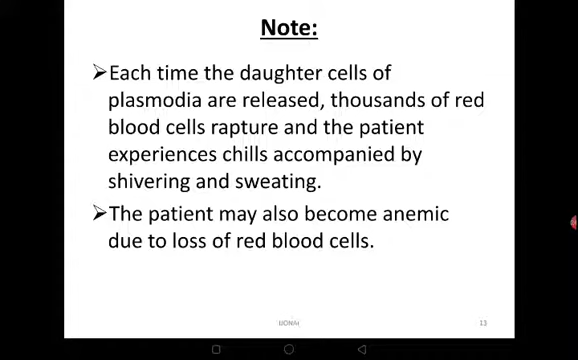 Note:
➢Each time the daughter cells of
plasmodia are released, thousands of red
blood cells rapture and the patient
experiences chills accompanied by
shivering and sweating.
➢The patient may also become anemic
due to loss of red blood cells.
13